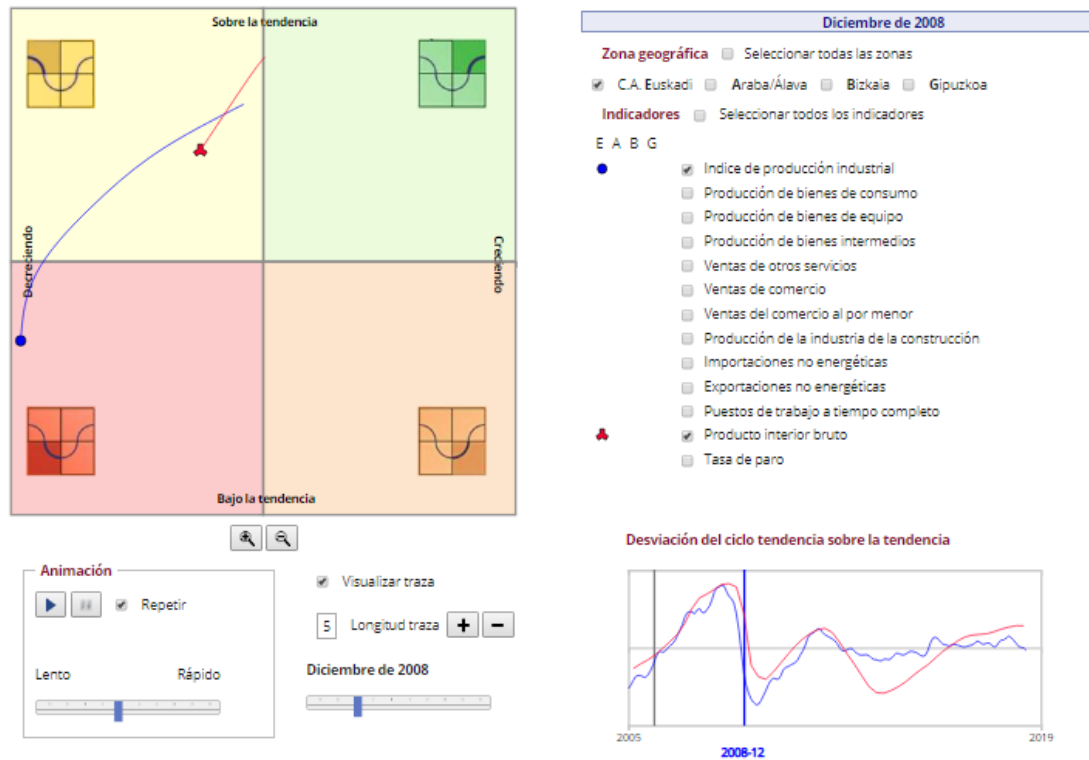 Sobre la tendencia
Decreciendo
Creciendo
Bajo la tendencia
Animación
Repetir
Lento
Rápido
Visualizar traza
5 Longitud traza
Diciembre de 2008
Diciembre de 2008
Zona geográfica Seleccionar todas las zonas
C.A. Euskadi Araba/Álava Bizkaia Gipuzkoa
Indicadores Seleccionar todos los indicadores
E A B G
Indice de producción industrial
Producción de bienes de consumo
Producción de bienes de equipo
Producción de bienes intermedios
Ventas de otros servicios
Ventas de comercio
Ventas del comercio al por menor
Producción de la industria de la construcción
Importaciones no energéticas
Exportaciones no energéticas
Puestos de trabajo a tiempo completo
Producto interior bruto
Tasa de paro
Desviación del ciclo tendencia sobre la tendencia
2005
2019
2008-12